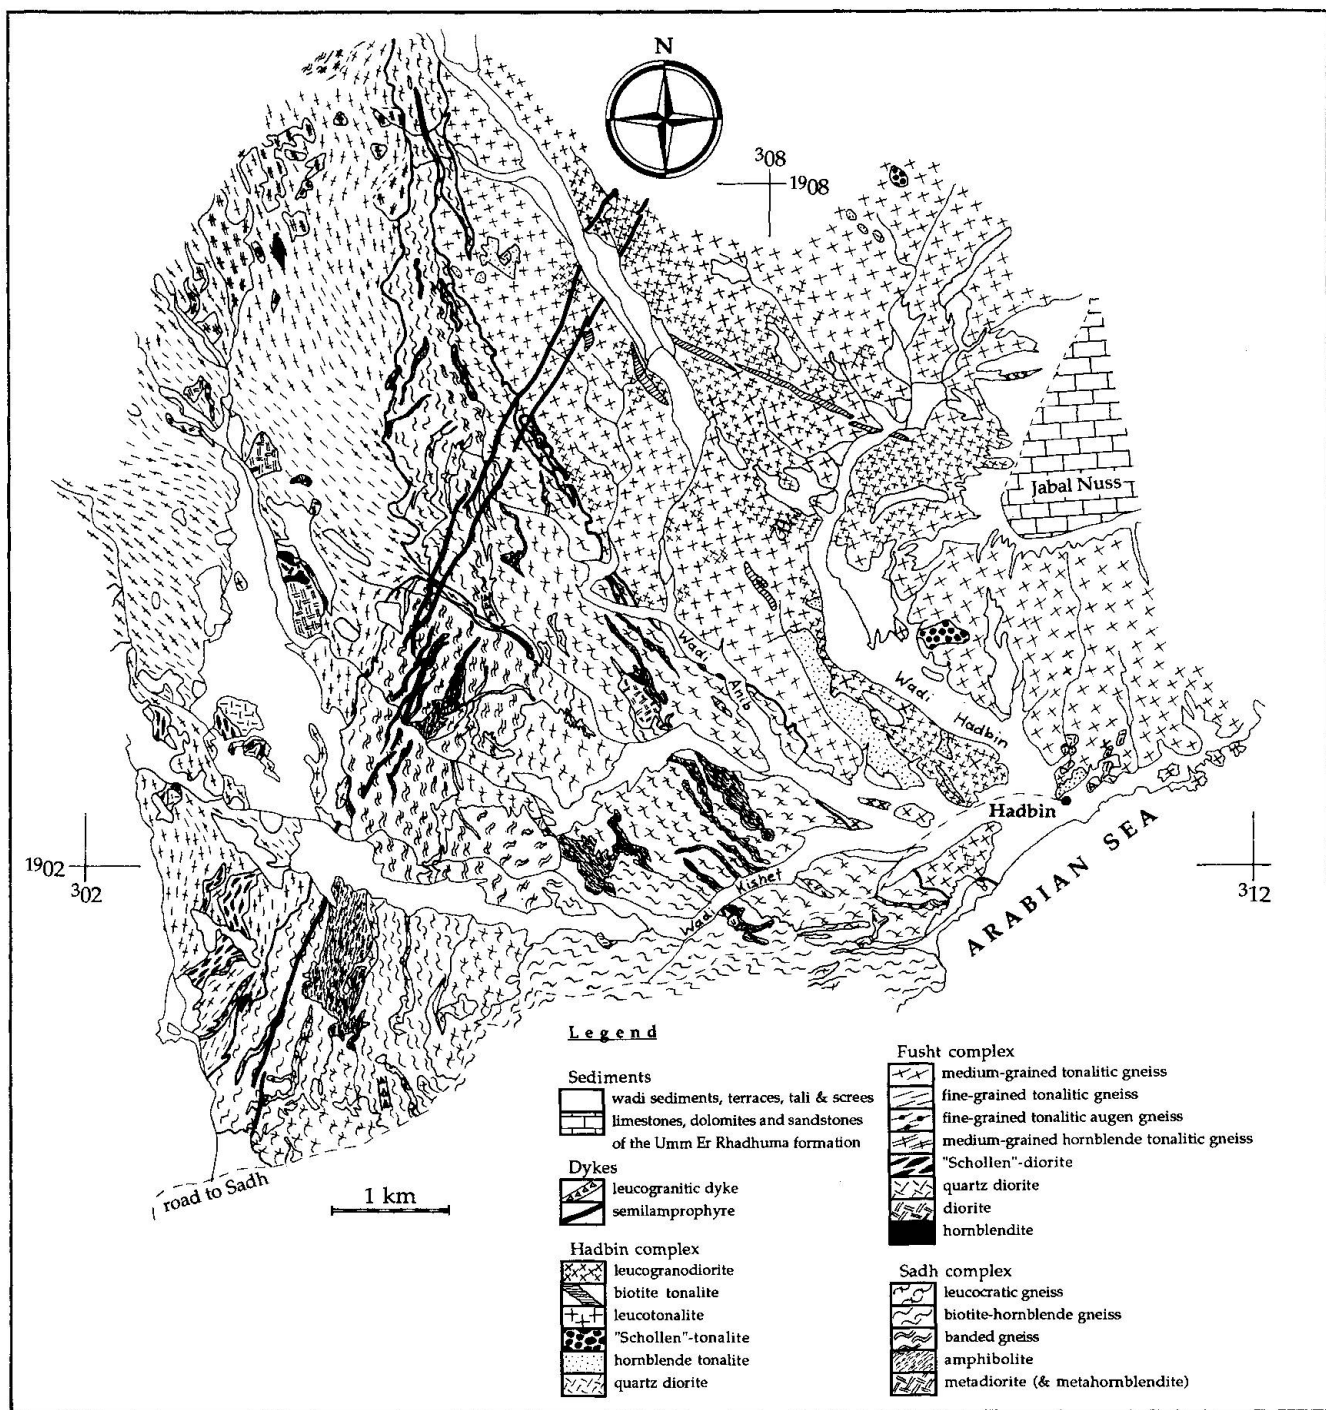 N
308
1908
Jabal Nuss
Wadi Anib
Wadi Hadbin
Hadbin
ARABIAN SEA
1902
302
312
Wadi Kishet
road to Sadh
1 km
Legend
Sediments
wadi sediments, terraces, tali & screes
limestones, dolomites and sandstones
of the Umm Er Rhadhuma formation
Dykes
leucogranitic dyke
semilamprophyre
Hadbin complex
leucogranodiorite
biotite tonalite
leucotonalite
"Schollen"-tonalite
hornblende tonalite
quartz diorite
Fusht complex
medium-grained tonalitic gneiss
fine-grained tonalitic gneiss
fine-grained tonalitic augen gneiss
medium-grained hornblende tonalitic gneiss
"Schollen"-diorite
quartz diorite
diorite
hornblendite
Sadh complex
leucocratic gneiss
biotite-hornblende gneiss
banded gneiss
amphibolite
metadiorite (& metahornblendite)